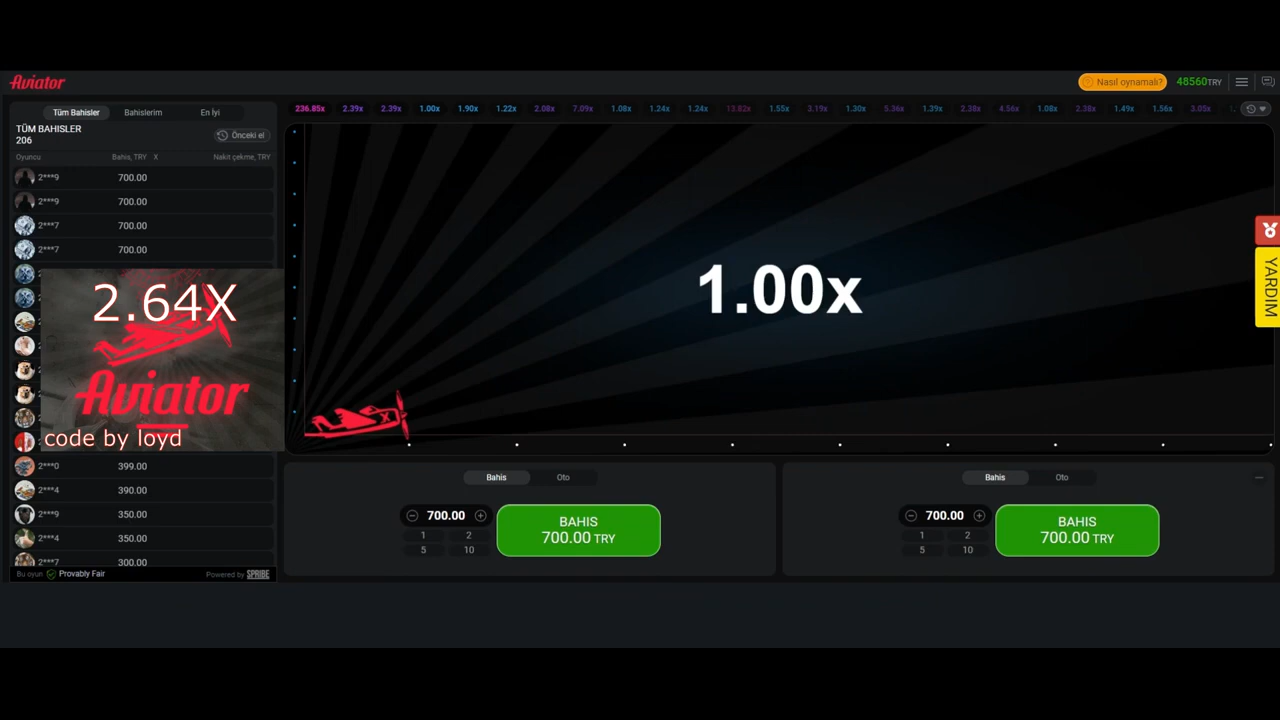 Aviator
Nasıl oynamalı?
48560TRY
Tüm Bahisler Bahislerim En İyi
236.85x 2.39x 2.39x 1.00x 1.90x 1.22x 2.08x 7.09x 1.08x 1.24x 1.24x 13.82x 1.55x 3.19x 1.30x 5.36x 1.39x 2.38x 4.56x 1.08x 2.38x 1.49x 1.56x 3.05x
TÜM BAHISLER
206
Önceki el
Oyuncu Bahis, TRY X Nakit çekme, TRY
2***9 700.00
2***9 700.00
2***7 700.00
2***7 700.00
2.64X
Aviator
code by loyd
2***0 399.00
2***4 390.00
2***9 350.00
2***4 350.00
2***7 300.00
Bu oyun Provably Fair Powered by SPRIBE
1.00x
YARDIM
Bahis Oto
700.00
1 2
5 10
BAHIS
700.00 TRY
Bahis Oto
700.00
1 2
5 10
BAHIS
700.00 TRY